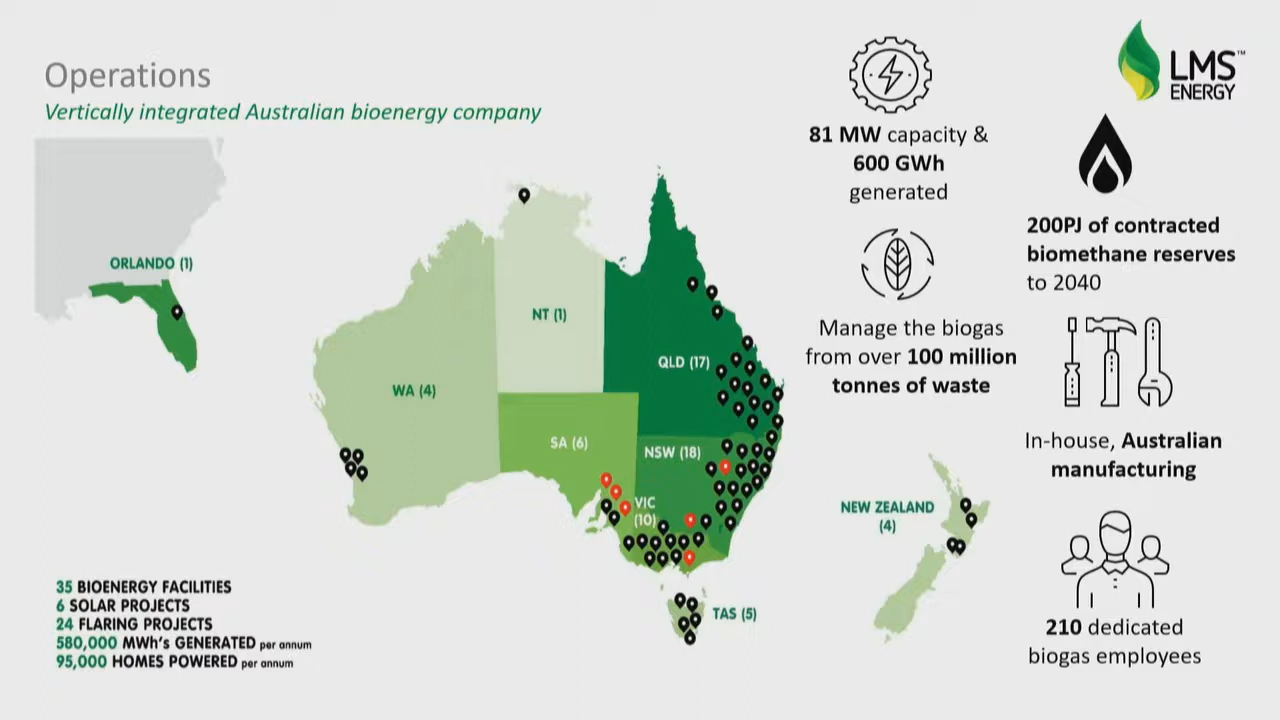 Operations
Vertically integrated Australian bioenergy company
ORLANDO (1)
NT (1)
QLD (17)
WA (4)
SA (6)
NSW (18)
VIC
(10)
TAS (5)
NEW ZEALAND
(4)
35 BIOENERGY FACILITIES
6 SOLAR PROJECTS
24 FLARING PROJECTS
580,000 MWh's GENERATED per annum
95,000 HOMES POWERED per annum
81 MW capacity &
600 GWh
generated
Manage the biogas
from over 100 million
tonnes of waste
LMS™
ENERGY
200PJ of contracted
biomethane reserves
to 2040
In-house, Australian
manufacturing
210 dedicated
biogas employees